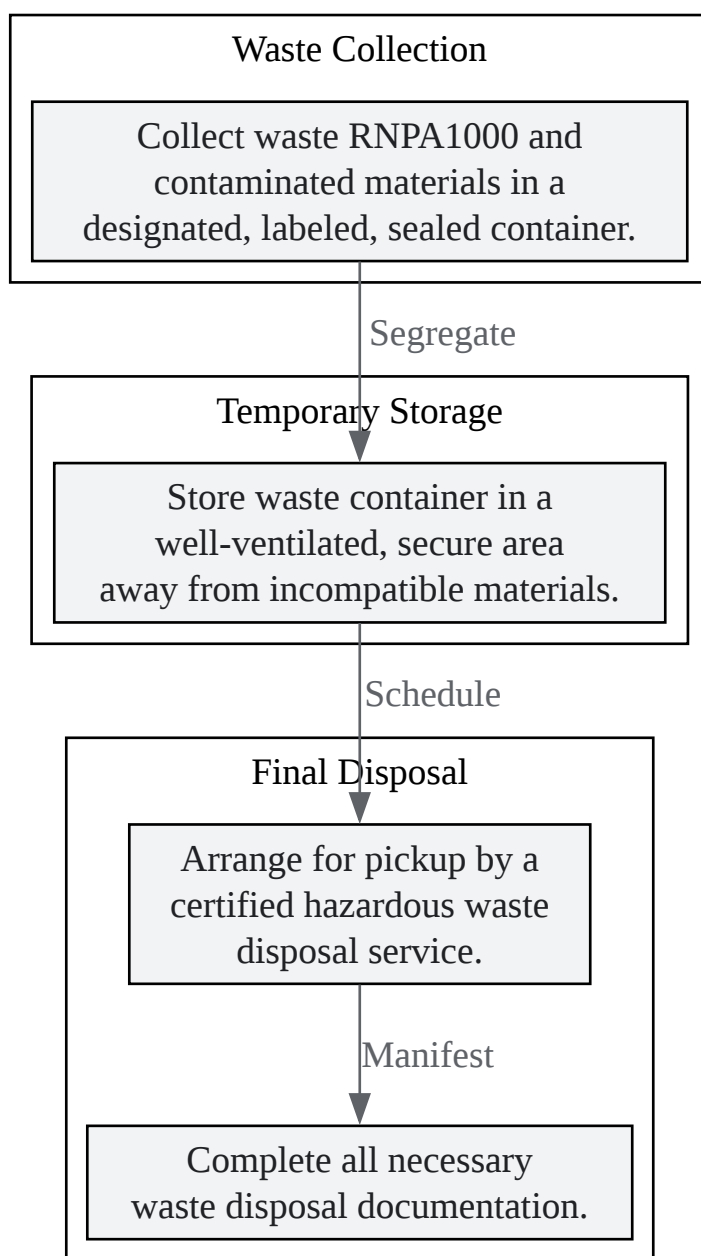 Waste Collection
Collect waste RNPA1000 and
contaminated materials in a
designated, labeled, sealed container.
Segregate
Temporary Storage
Store waste container in a
well-ventilated, secure area
away from incompatible materials.
Schedule
Final Disposal
Arrange for pickup by a
certified hazardous waste
disposal service.
Manifest
Complete all necessary
waste disposal documentation.